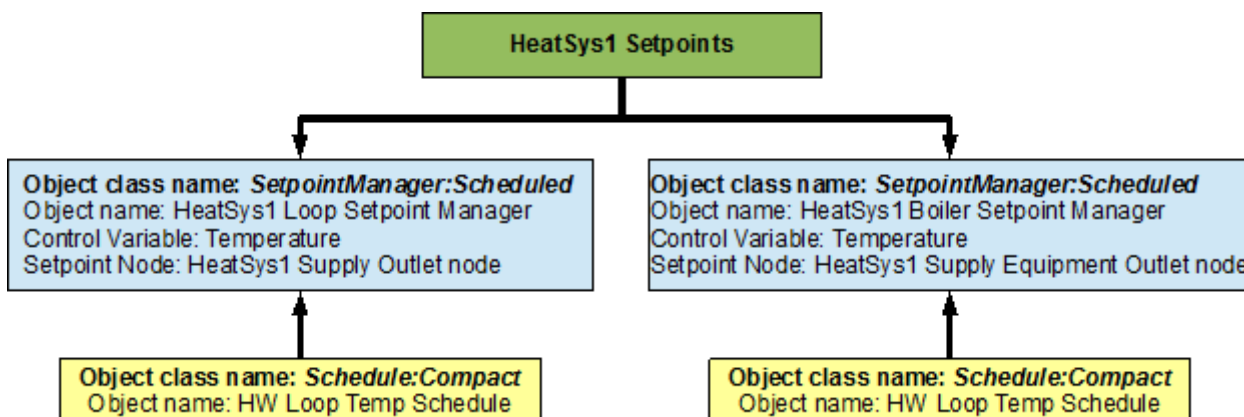 HeatSys1 Setpoints
Object class name: SetpointManager:Scheduled
Object name: HeatSys1 Loop Setpoint Manager
Control Variable: Temperature
Setpoint Node: HeatSys1 Supply Outlet node
Object class name: SetpointManager:Scheduled
Object name: HeatSys1 Boiler Setpoint Manager
Control Variable: Temperature
Setpoint Node: HeatSys1 Supply Equipment Outlet node
Object class name: Schedule:Compact
Object name: HW Loop Temp Schedule
Object class name: Schedule:Compact
Object name: HW Loop Temp Schedule